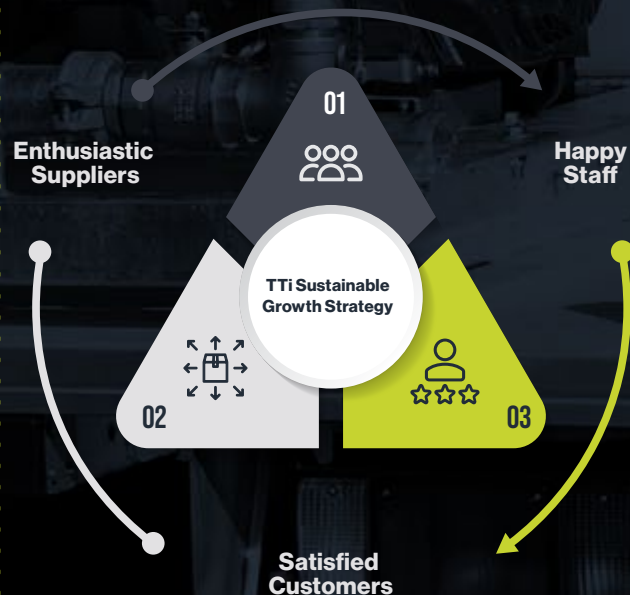 01
Enthusiastic
Suppliers
Happy
Staff
TTi Sustainable
Growth Strategy
02
03
Satisfied
Customers